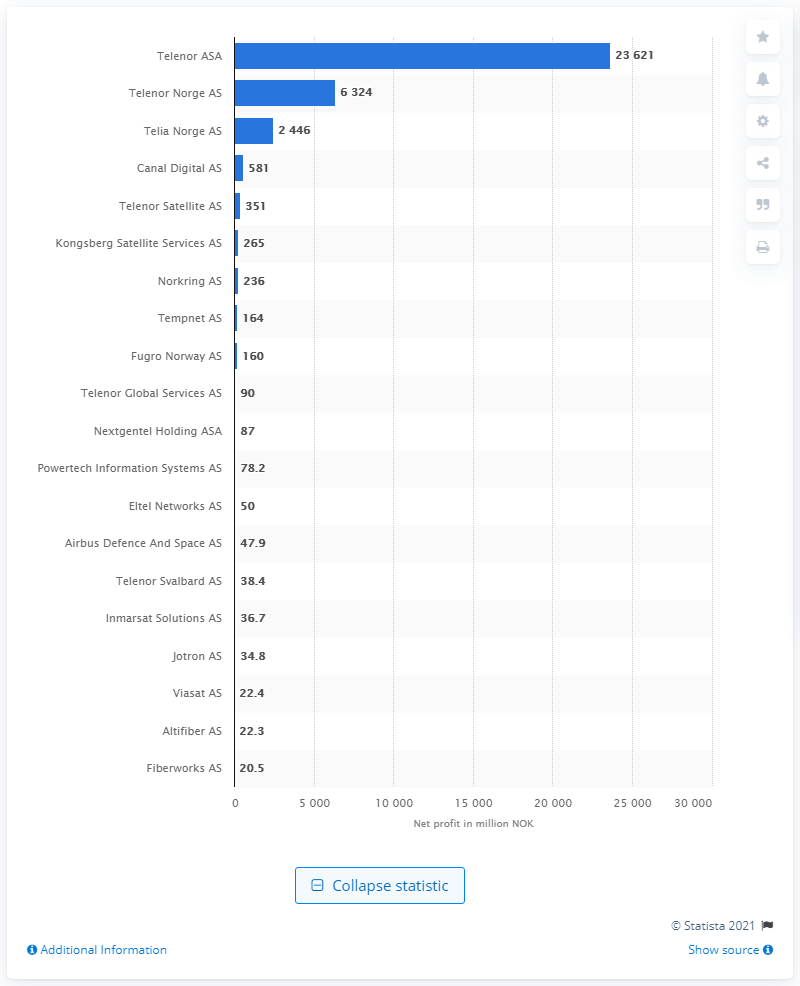 Telenor ASA 23 621
Telenor Norge AS 6 324
Telia Norge AS 2 446
Canal Digital AS 581
Telenor Satellite AS 351
Kongsberg Satellite Services AS 265
Norkring AS 236
Tempnet AS 164
Fugro Norway AS 160
Telenor Global Services AS 90
Nextgentel Holding ASA 87
Powertech Information Systems AS 78.2
Eltel Networks AS 50
Airbus Defence And Space AS 47.9
Telenor Svalbard AS 38.4
Inmarsat Solutions AS 36.7
Jotron AS 34.8
Viasat AS 22.4
Altifiber AS 22.3
Fiberworks AS 20.5
0 5 000 10 000 15 000 20 000 25 000 30 000
Net profit in million NOK
Collapse statistic
© Statista 2021
Additional Information Show source